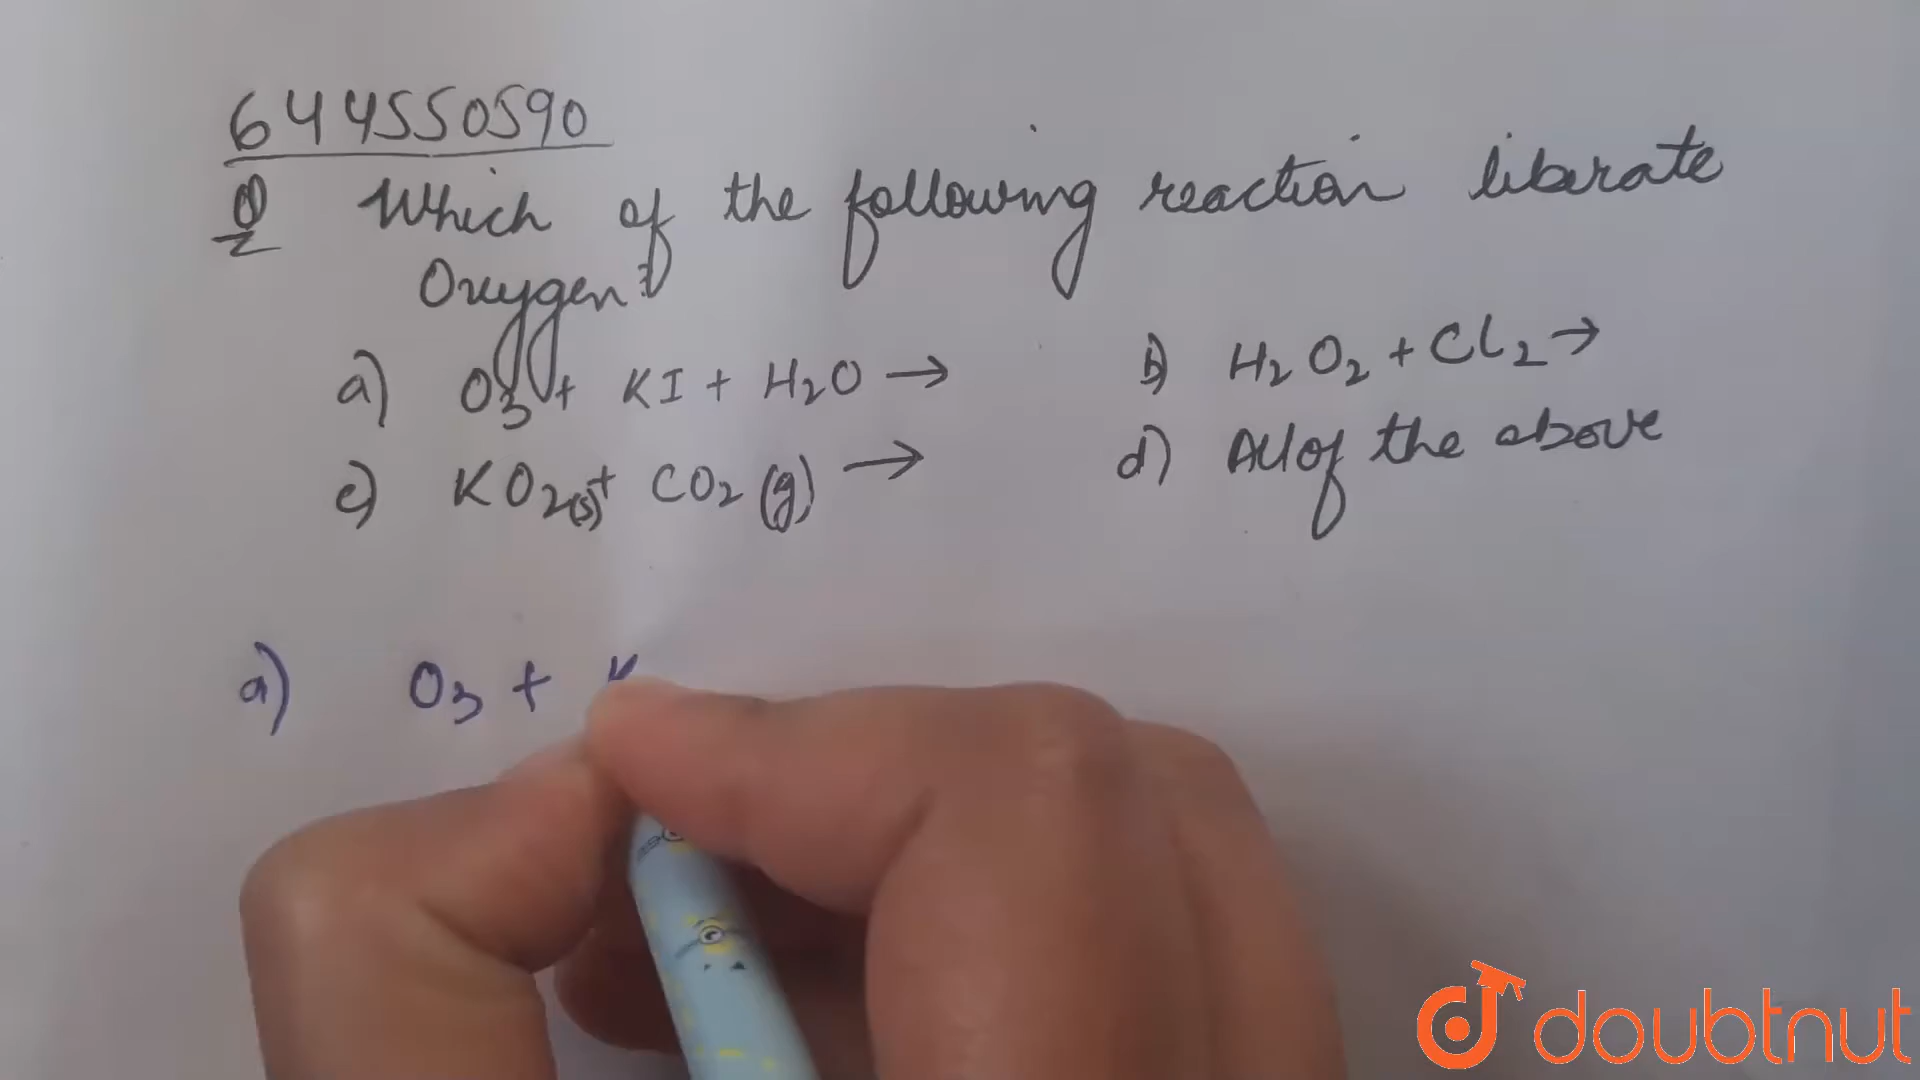 644550590
Q Which of the following reaction liberate
Oxygen?
a) O3 + KI + H2O → b) H2O2 + Cl2 →
c) KO2(s) + CO2 (g) → d) All of the above
a) O3 + K
doubtnut